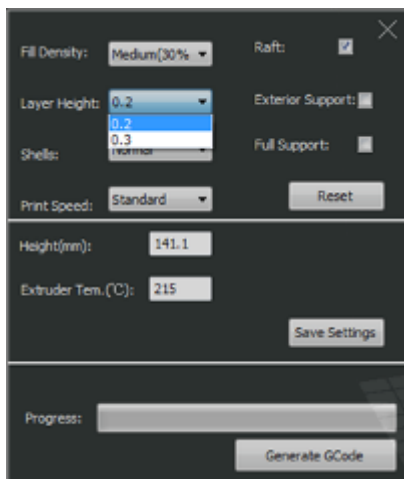 Fill Density: Medium(30% Raft:
Layer Height: 0.2 Exterior Support:
0.2
0.3
Shells: Normal Full Support:
Print Speed: Standard Reset
Height(mm): 141.1
Extruder Tem.(°C): 215
Save Settings
Progress:
Generate GCode